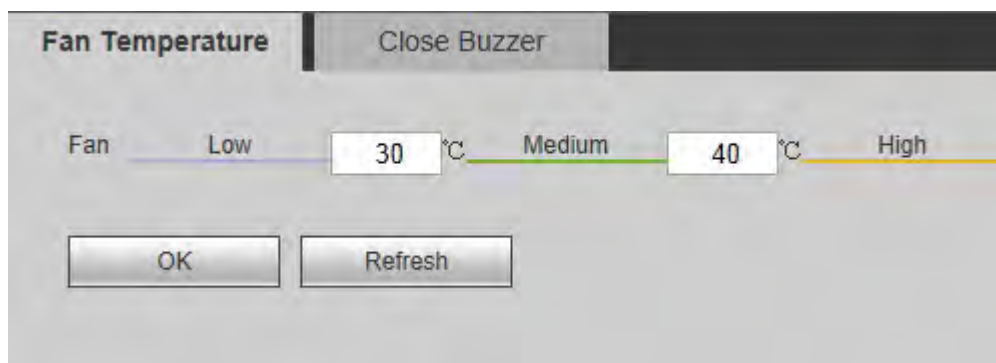 Fan Temperature Close Buzzer
Fan Low 30 ℃ Medium 40 ℃ High
OK Refresh